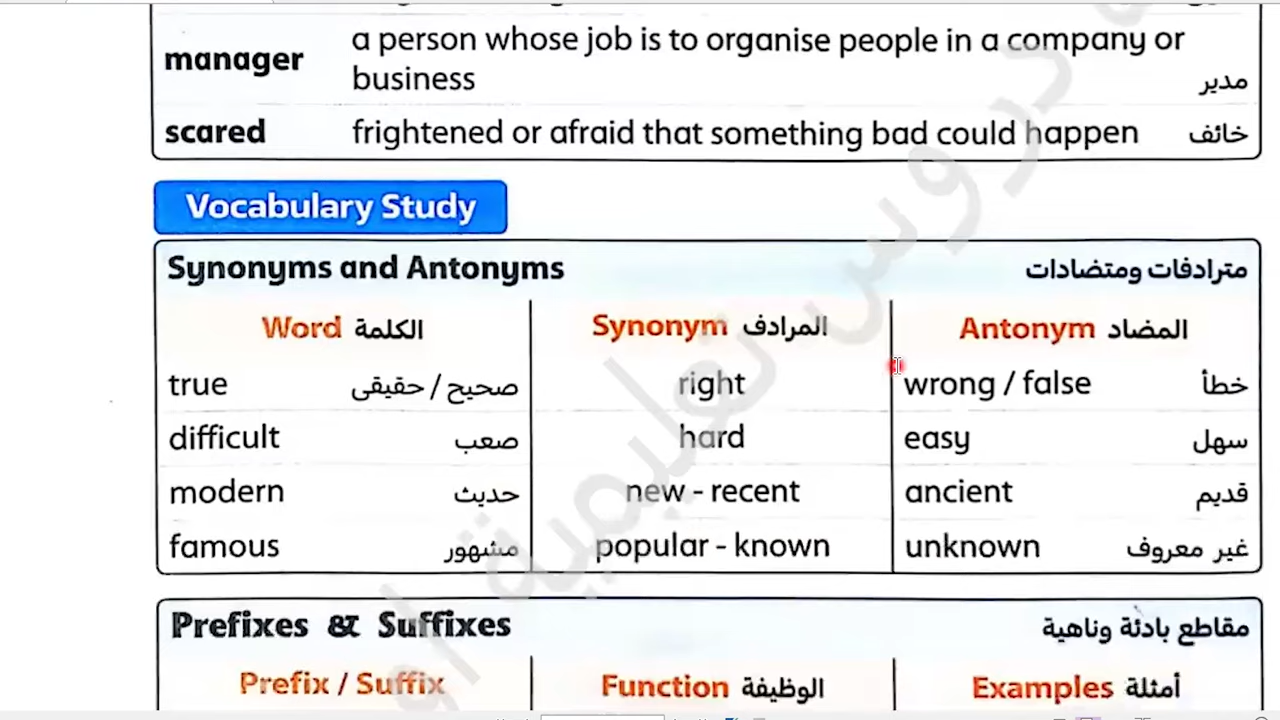 manager a person whose job is to organise people in a company or
business مدير
scared frightened or afraid that something bad could happen خائف
Vocabulary Study
Synonyms and Antonyms مترادفات ومتضادات
Word الكلمة Synonym المرادف Antonym المضاد
true صحيح / حقيقى right wrong / false خطأ
difficult صعب hard easy سهل
modern حديث new - recent ancient قديم
famous مشهور popular - known unknown غير معروف
Prefixes & Suffixes مقاطع بادئة وناهية
Prefix / Suffix Function الوظيفة Examples أمثلة
دروس تعليمية